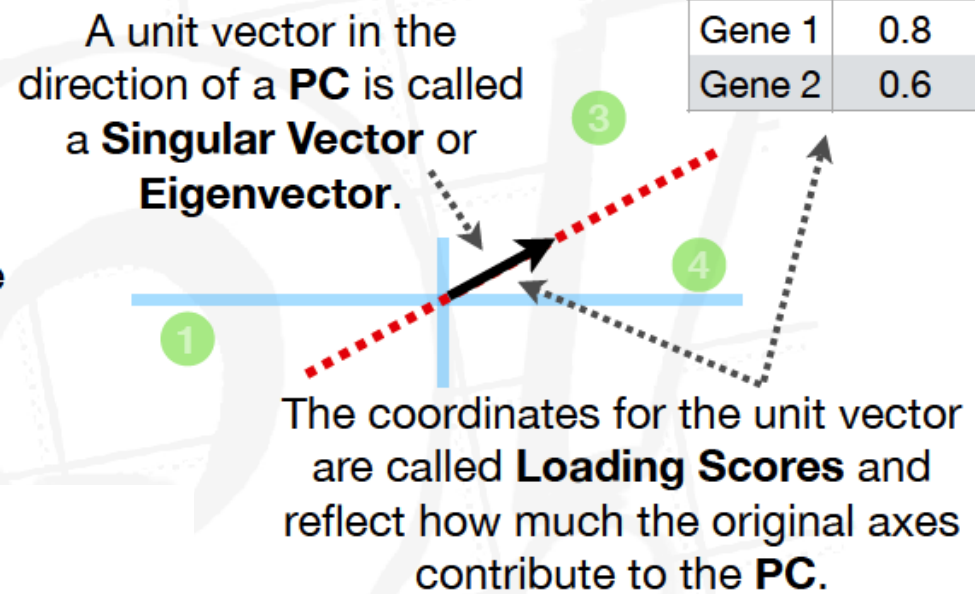 A unit vector in the
direction of a PC is called
a Singular Vector or
Eigenvector.
Gene 1 0.8
Gene 2 0.6
3
4
1
The coordinates for the unit vector
are called Loading Scores and
reflect how much the original axes
contribute to the PC.